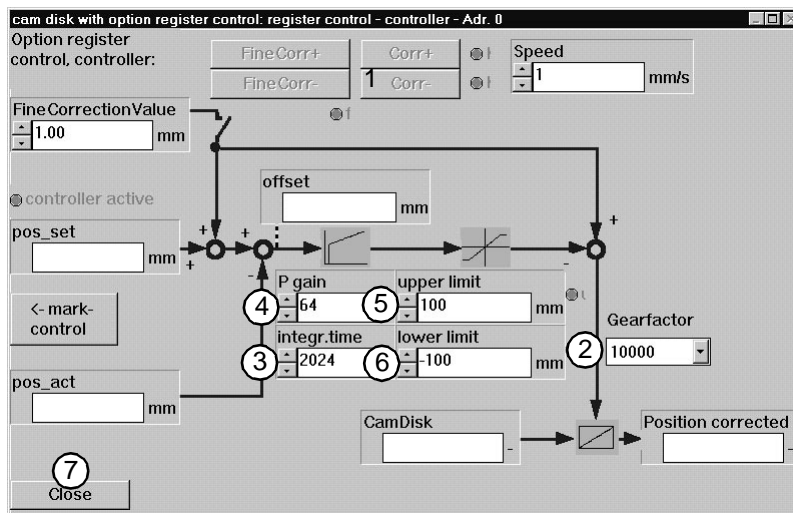 cam disk with option register control: register control - controller - Adr. 0
Option register
control, controller:
FineCorr+
Corr+
Speed
FineCorr-
1
Corr-
1
mm/s
FineCorrectionValue
1.00
mm
controller active
offset
mm
pos_set
mm
+
+
+
-
+
-
<- mark-
control
P gain
upper limit
4
64
5
100
mm
integr.time
lower limit
3
2024
6
-100
mm
Gearfactor
2
10000
pos_act
mm
CamDisk
-
Position corrected
-
7
Close